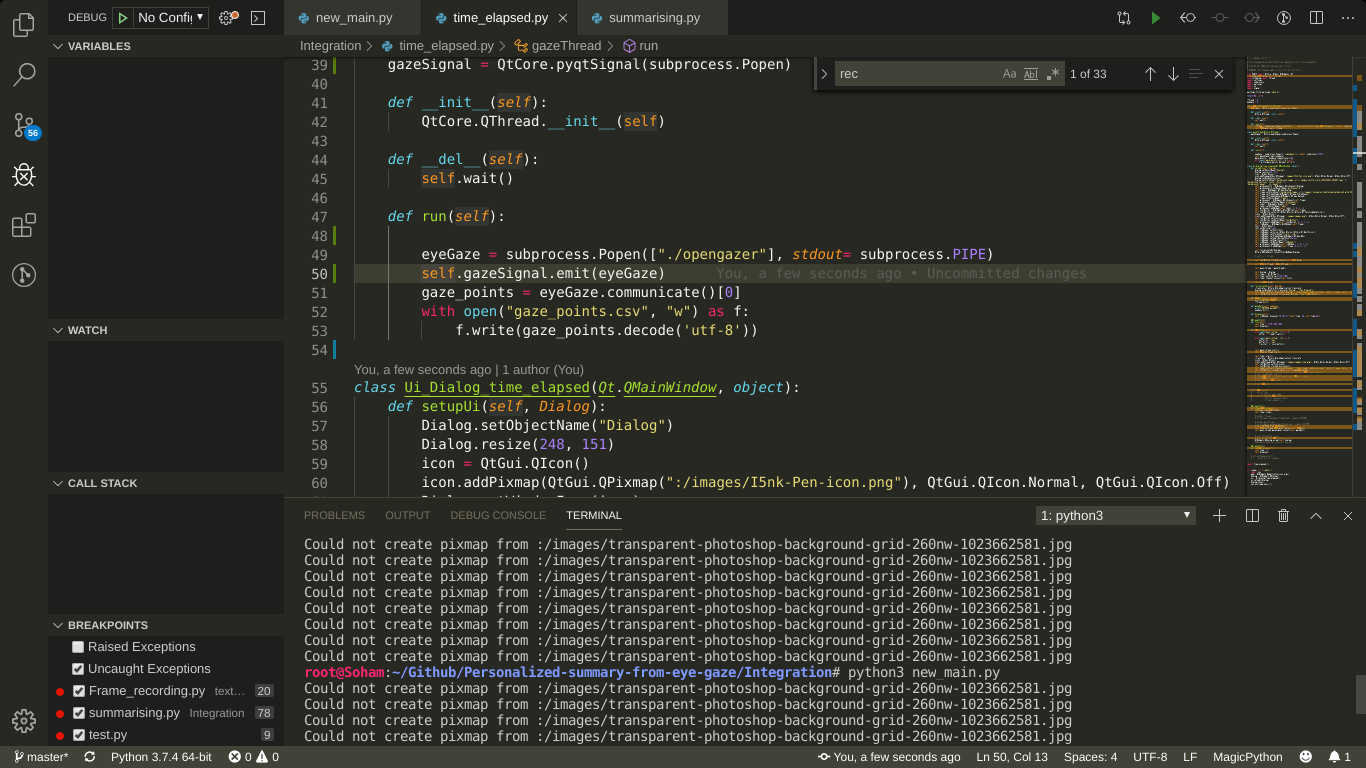 DEBUG No Config
new_main.py time_elapsed.py summarising.py
VARIABLES
Integration time_elapsed.py gazeThread run
rec Aa Abl .* 1 of 33
39 gazeSignal = QtCore.pyqtSignal(subprocess.Popen)
40
41 def __init__(self):
42 QtCore.QThread.__init__(self)
43
44 def __del__(self):
45 self.wait()
46
47 def run(self):
48
49 eyeGaze = subprocess.Popen(["./opengazer"], stdout= subprocess.PIPE)
50 self.gazeSignal.emit(eyeGaze) You, a few seconds ago • Uncommitted changes
51 gaze_points = eyeGaze.communicate()[0]
52 with open("gaze_points.csv", "w") as f:
53 f.write(gaze_points.decode('utf-8'))
54
You, a few seconds ago | 1 author (You)
55 class Ui_Dialog_time_elapsed(Qt.QMainWindow, object):
56 def setupUi(self, Dialog):
57 Dialog.setObjectName("Dialog")
58 Dialog.resize(248, 151)
59 icon = QtGui.QIcon()
60 icon.addPixmap(QtGui.QPixmap(":/images/I5nk-Pen-icon.png"), QtGui.QIcon.Normal, QtGui.QIcon.Off)
56
WATCH
CALL STACK
BREAKPOINTS
Raised Exceptions
Uncaught Exceptions
Frame_recording.py text… 20
summarising.py Integration 78
test.py 9
PROBLEMS OUTPUT DEBUG CONSOLE TERMINAL 1: python3
Could not create pixmap from :/images/transparent-photoshop-background-grid-260nw-1023662581.jpg
Could not create pixmap from :/images/transparent-photoshop-background-grid-260nw-1023662581.jpg
Could not create pixmap from :/images/transparent-photoshop-background-grid-260nw-1023662581.jpg
Could not create pixmap from :/images/transparent-photoshop-background-grid-260nw-1023662581.jpg
Could not create pixmap from :/images/transparent-photoshop-background-grid-260nw-1023662581.jpg
Could not create pixmap from :/images/transparent-photoshop-background-grid-260nw-1023662581.jpg
Could not create pixmap from :/images/transparent-photoshop-background-grid-260nw-1023662581.jpg
Could not create pixmap from :/images/transparent-photoshop-background-grid-260nw-1023662581.jpg
root@Soham:~/Github/Personalized-summary-from-eye-gaze/Integration# python3 new_main.py
Could not create pixmap from :/images/transparent-photoshop-background-grid-260nw-1023662581.jpg
Could not create pixmap from :/images/transparent-photoshop-background-grid-260nw-1023662581.jpg
Could not create pixmap from :/images/transparent-photoshop-background-grid-260nw-1023662581.jpg
Could not create pixmap from :/images/transparent-photoshop-background-grid-260nw-1023662581.jpg
master* Python 3.7.4 64-bit 0 0 You, a few seconds ago Ln 50, Col 13 Spaces: 4 UTF-8 LF MagicPython 1